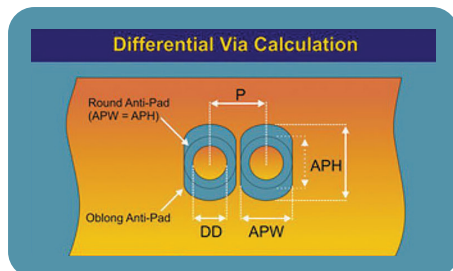 Differential Via Calculation
Round Anti-Pad
(APW = APH)
P
APH
Oblong Anti-Pad
DD
APW